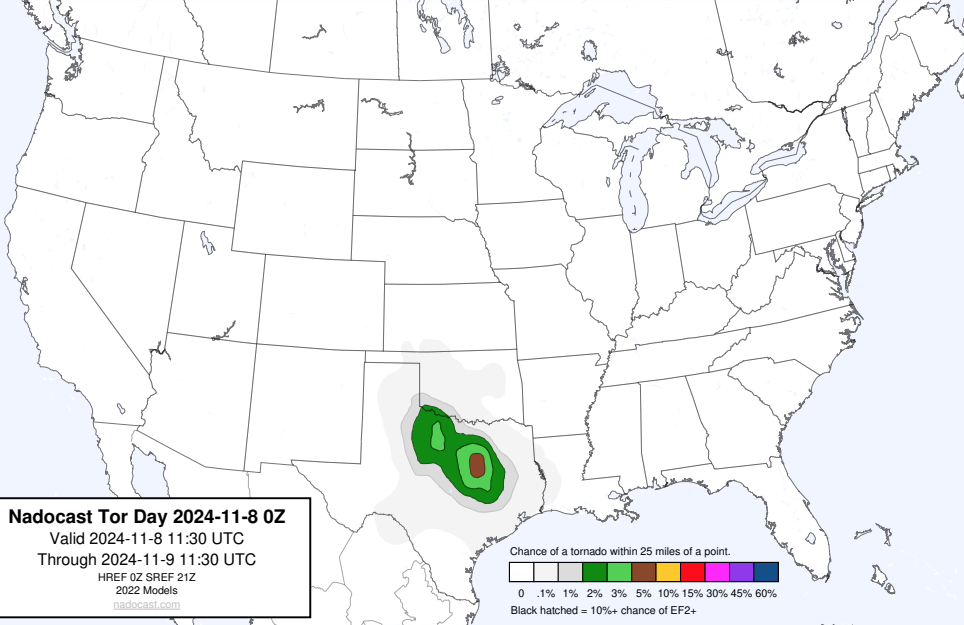 Nadocast Tor Day 2024-11-8 0Z
Valid 2024-11-8 11:30 UTC
Through 2024-11-9 11:30 UTC
HREF 0Z SREF 21Z
2022 Models
nadocast.com
Chance of a tornado within 25 miles of a point.
0 .1% 1% 2% 3% 5% 10% 15% 30% 45% 60%
Black hatched = 10%+ chance of EF2+